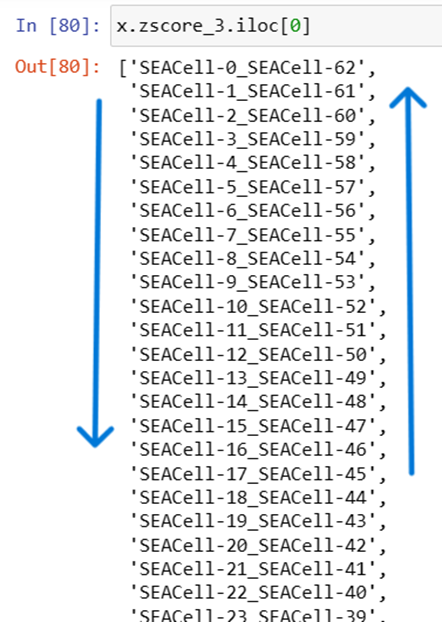 In [80]: x.zscore_3.iloc[0]
Out[80]: ['SEACell-0_SEACell-62',
'SEACell-1_SEACell-61',
'SEACell-2_SEACell-60',
'SEACell-3_SEACell-59',
'SEACell-4_SEACell-58',
'SEACell-5_SEACell-57',
'SEACell-6_SEACell-56',
'SEACell-7_SEACell-55',
'SEACell-8_SEACell-54',
'SEACell-9_SEACell-53',
'SEACell-10_SEACell-52',
'SEACell-11_SEACell-51',
'SEACell-12_SEACell-50',
'SEACell-13_SEACell-49',
'SEACell-14_SEACell-48',
'SEACell-15_SEACell-47',
'SEACell-16_SEACell-46',
'SEACell-17_SEACell-45',
'SEACell-18_SEACell-44',
'SEACell-19_SEACell-43',
'SEACell-20_SEACell-42',
'SEACell-21_SEACell-41',
'SEACell-22_SEACell-40',
'SEACell-23_SEACell-39',